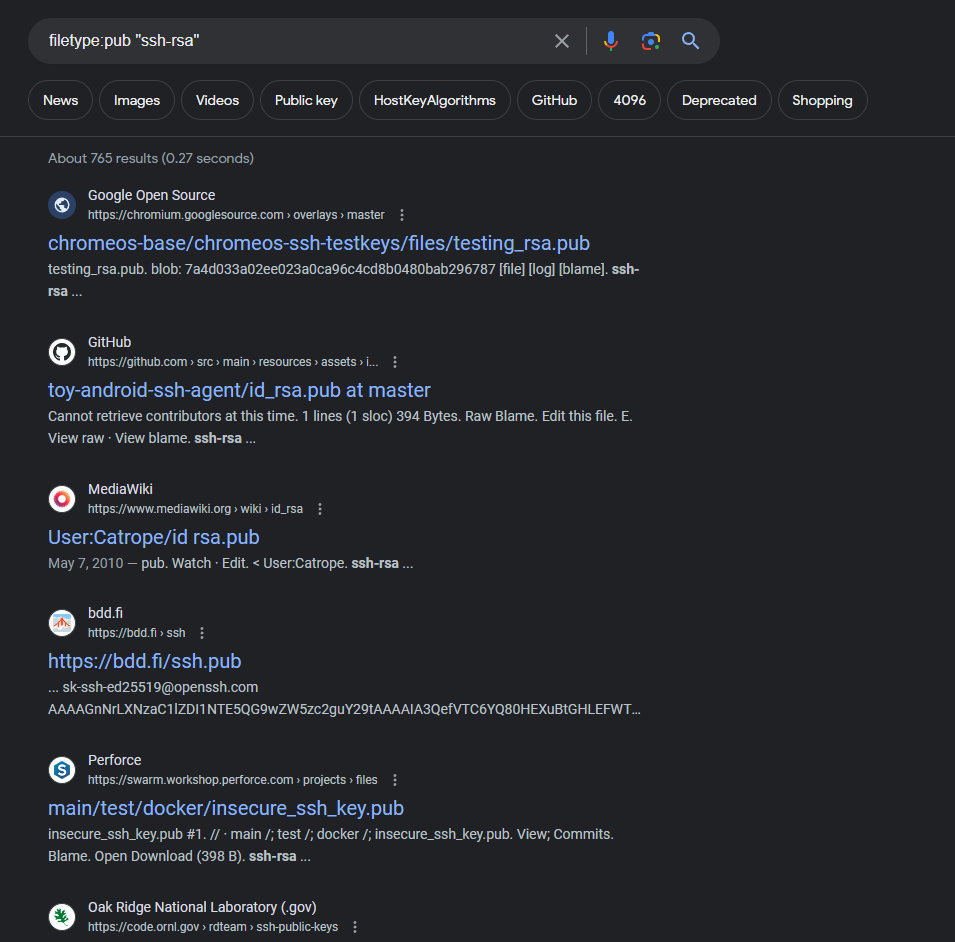 filetype:pub "ssh-rsa"
News Images Videos Public key HostKeyAlgorithms GitHub 4096 Deprecated Shopping
About 765 results (0.27 seconds)
Google Open Source
https://chromium.googlesource.com › overlays › master
chromeos-base/chromeos-ssh-testkeys/files/testing_rsa.pub
testing_rsa.pub. blob: 7a4d033a02ee023a0ca96c4cd8b0480bab296787 [file] [log] [blame]. ssh-
rsa ...
GitHub
https://github.com › src › main › resources › assets › i...
toy-android-ssh-agent/id_rsa.pub at master
Cannot retrieve contributors at this time. 1 lines (1 sloc) 394 Bytes. Raw Blame. Edit this file. E.
View raw · View blame. ssh-rsa ...
MediaWiki
https://www.mediawiki.org › wiki › id_rsa
User:Catrope/id rsa.pub
May 7, 2010 — pub. Watch · Edit. < User:Catrope. ssh-rsa ...
bdd.fi
https://bdd.fi › ssh
https://bdd.fi/ssh.pub
... sk-ssh-ed25519@openssh.com
AAAAGnNrLXNzaC1lZDI1NTE5QG9wZW5zc2guY29tAAAAIA3QefVTC6YQ80HEXuBtGHLEFWT...
Perforce
https://swarm.workshop.perforce.com › projects › files
main/test/docker/insecure_ssh_key.pub
insecure_ssh_key.pub #1. // · main /; test /; docker /; insecure_ssh_key.pub. View; Commits.
Blame. Open Download (398 B). ssh-rsa ...
Oak Ridge National Laboratory (.gov)
https://code.ornl.gov › rdteam › ssh-public-keys